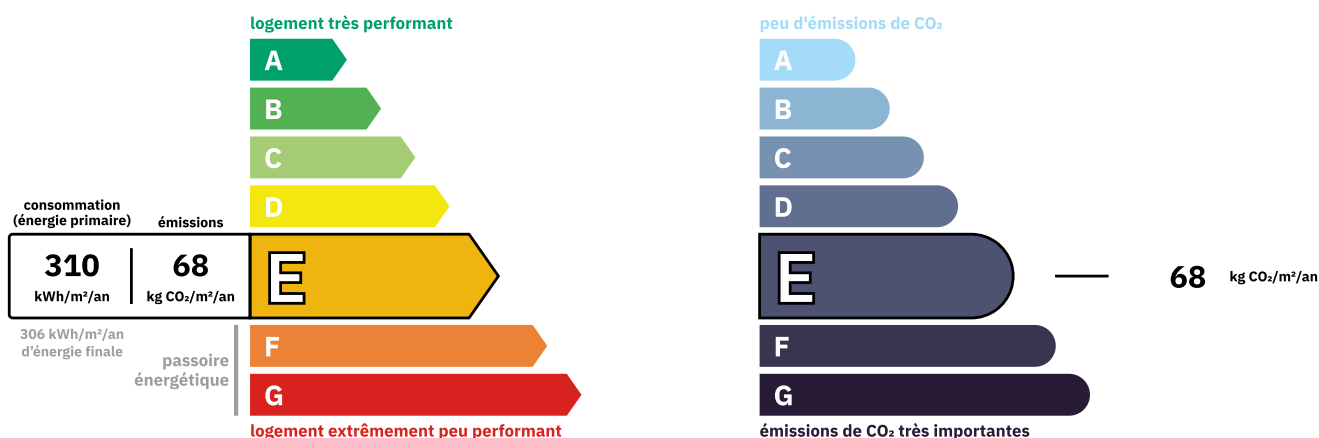 logement très performant
A
B
C
D
consommation
(énergie primaire)
émissions
310
kWh/m²/an
68
kg CO₂/m²/an
E
306 kWh/m²/an
d'énergie finale
passoire
énergétique
F
G
logement extrêmement peu performant
peu d'émissions de CO₂
A
B
C
D
E
68 kg CO₂/m²/an
F
G
émissions de CO₂ très importantes